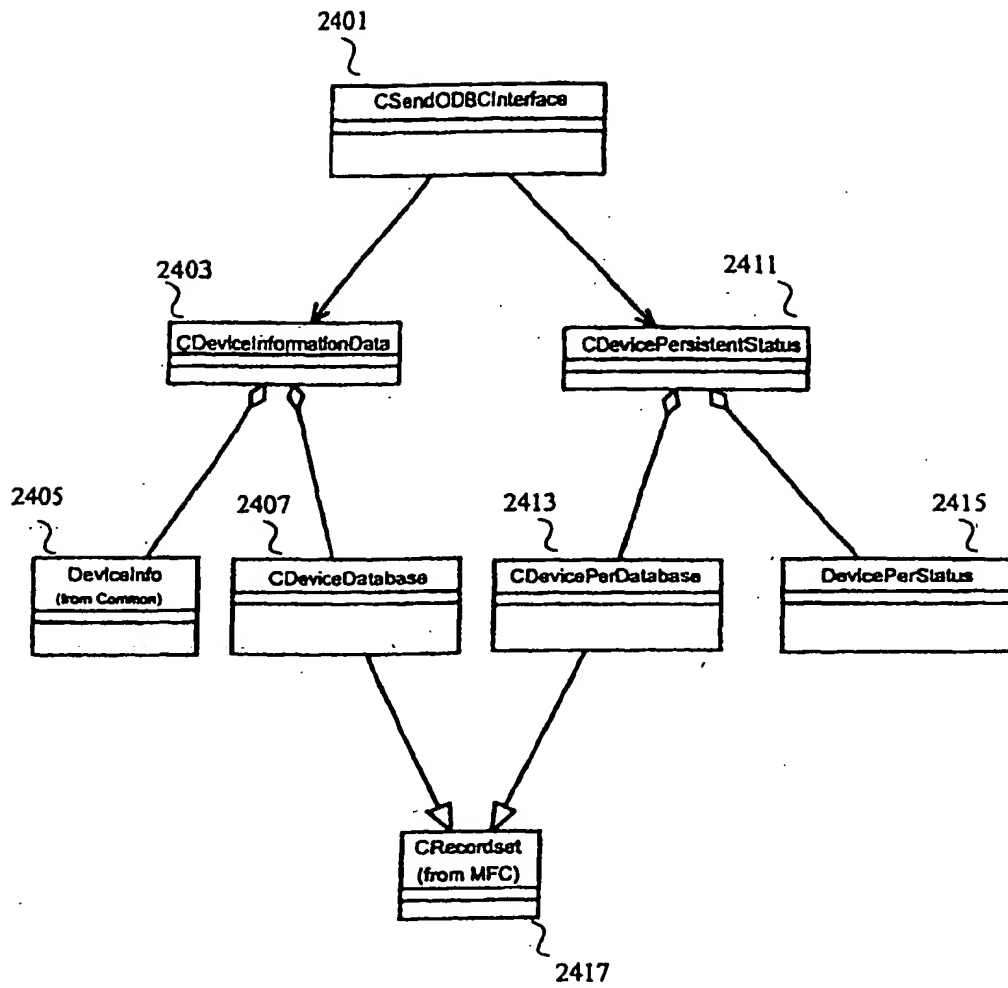 2401
CSendODBCInterface
2403
2411
CDeviceInformationData
CDevicePersistentStatus
2405
2407
2413
2415
DeviceInfo
(from Common)
CDeviceDatabase
CDevicePerDatabase
DevicePerStatus
CRecordset
(from MFC)
2417